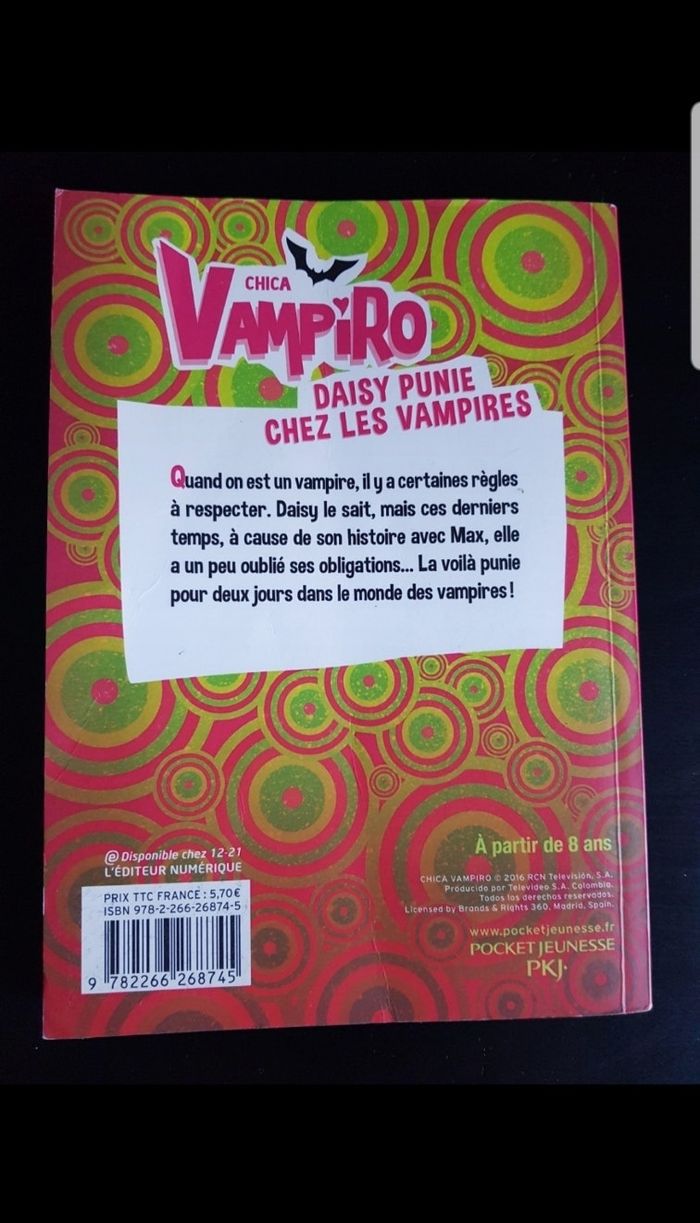 CHICA
VAMPiRO
DAISY PUNIE
CHEZ LES VAMPIRES
Quand on est un vampire, il y a certaines règles
à respecter. Daisy le sait, mais ces derniers
temps, à cause de son histoire avec Max, elle
a un peu oublié ses obligations... La voilà punie
pour deux jours dans le monde des vampires !
À partir de 8 ans
@ Disponible chez 12-21
L'ÉDITEUR NUMÉRIQUE
PRIX TTC FRANCE : 5,70€
ISBN 978-2-266-26874-5
9 782266 268745
CHICA VAMPIRO © 2016 RCN Televisión, S.A.
Producido por Televideo S.A. Colombia.
Todos los derechos reservados.
Licensed by Brands & Rights 360, Madrid, Spain.
www.pocketjeunesse.fr
POCKET JEUNESSE
PKJ·